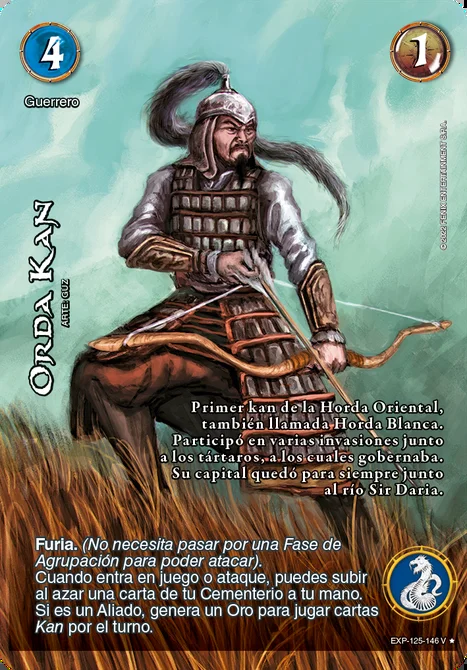 4
1
Guerrero
ORDA KAN
ARTE: GUZ
©2022 FENIX ENTERTAINMENT S.P.A.
Primer kan de la Horda Oriental,
también llamada Horda Blanca.
Participó en varias invasiones junto
a los tártaros, a los cuales gobernaba.
Su capital quedó para siempre junto
al río Sir Daria.
Furia. (No necesita pasar por una Fase de
Agrupación para poder atacar).
Cuando entra en juego o ataque, puedes subir
al azar una carta de tu Cementerio a tu mano.
Si es un Aliado, genera un Oro para jugar cartas
Kan por el turno.
EXP-125-146 V ★